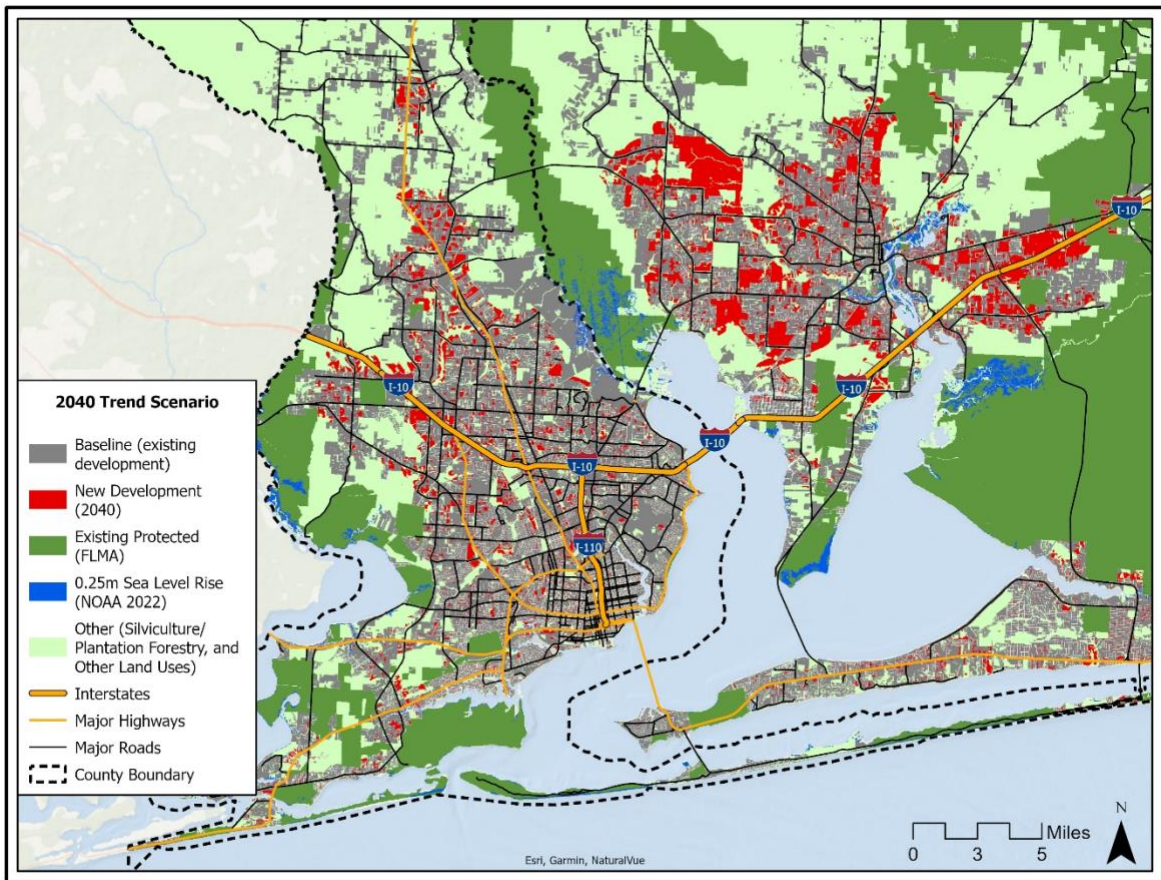 I-10
I-10
I-10
I-10
I-10
I-110
2040 Trend Scenario
Baseline (existing
development)
New Development
(2040)
Existing Protected
(FLMA)
0.25m Sea Level Rise
(NOAA 2022)
Other (Silviculture/
Plantation Forestry, and
Other Land Uses)
Interstates
Major Highways
Major Roads
County Boundary
N
Miles
0 3 5
Esri, Garmin, NaturalVue